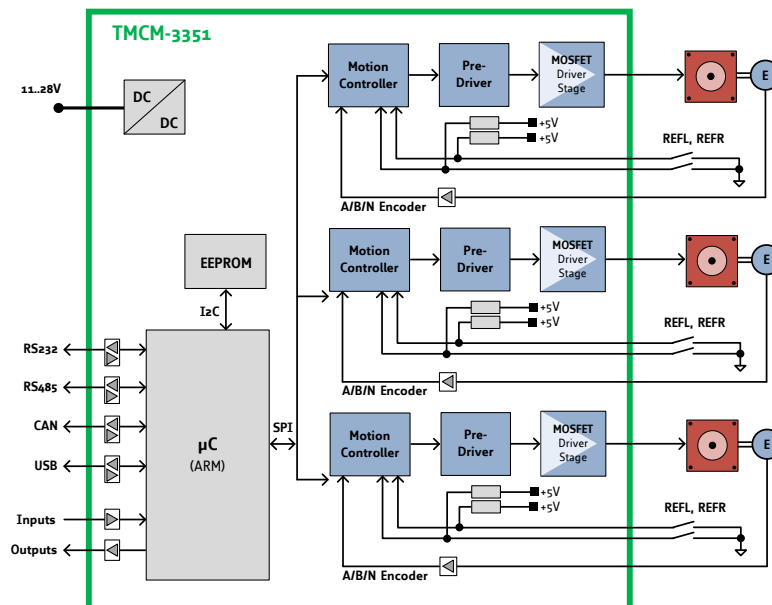 TMCM-3351
11..28V
DC
DC
Motion
Controller
Pre-
Driver
MOSFET
Driver
Stage
E
+5V
+5V
REFL, REFR
A/B/N Encoder
EEPROM
I2C
Motion
Controller
Pre-
Driver
MOSFET
Driver
Stage
E
+5V
+5V
REFL, REFR
A/B/N Encoder
RS232
RS485
CAN
USB
Inputs
Outputs
µC
(ARM)
SPI
Motion
Controller
Pre-
Driver
MOSFET
Driver
Stage
E
+5V
+5V
REFL, REFR
A/B/N Encoder